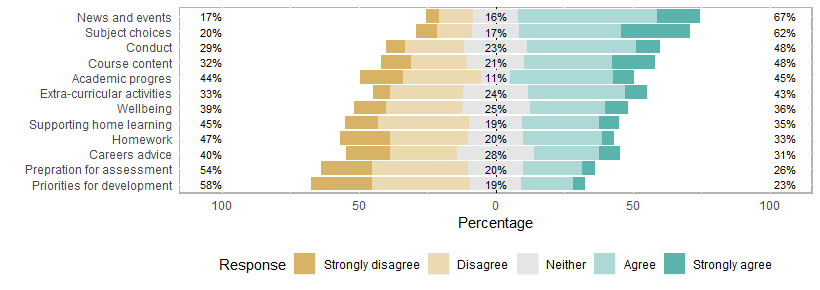 News and events 17% 16% 67%
Subject choices 20% 17% 62%
Conduct 29% 23% 48%
Course content 32% 21% 48%
Academic progres 44% 11% 45%
Extra-curricular activities 33% 24% 43%
Wellbeing 39% 25% 36%
Supporting home learning 45% 19% 35%
Homework 47% 20% 33%
Careers advice 40% 28% 31%
Prepration for assessment 54% 20% 26%
Priorities for development 58% 19% 23%
100 50 0 50 100
Percentage
Response Strongly disagree Disagree Neither Agree Strongly agree